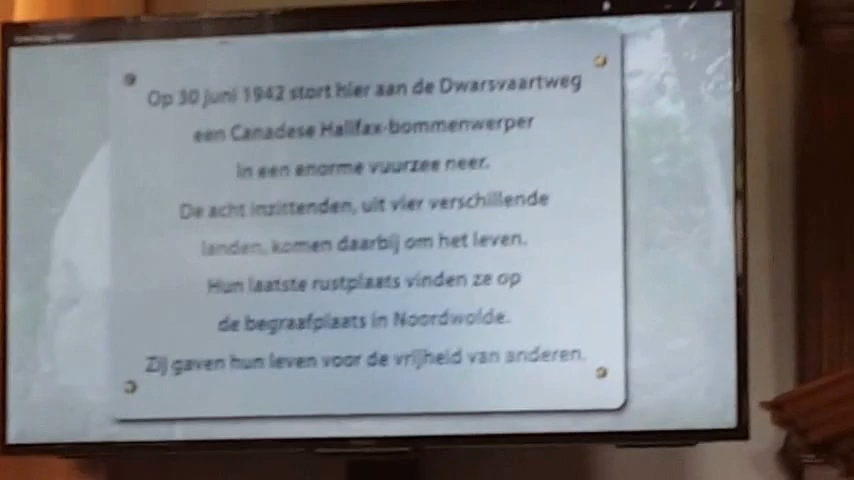 Op 30 juni 1942 stort hier aan de Dwarsvaartweg
een Canadese Halifax-bommenwerper
in een enorme vuurzee neer.
De acht inzittenden, uit vier verschillende
landen, komen daarbij om het leven.
Hun laatste rustplaats vinden ze op
de begraafplaats in Noordwolde.
Zij gaven hun leven voor de vrijheid van anderen.